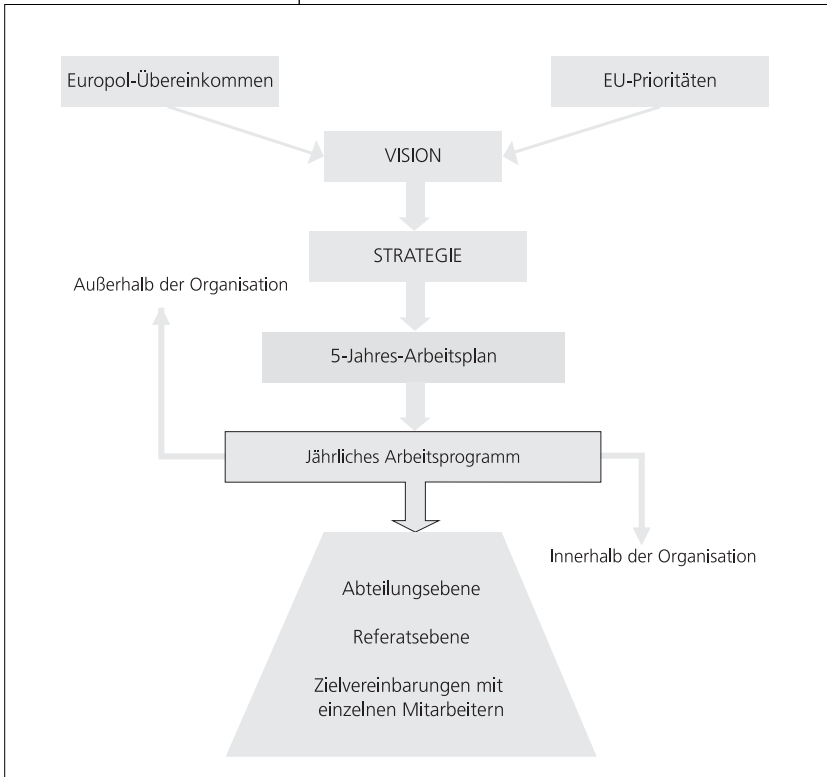 Europol-Übereinkommen
EU-Prioritäten
VISION
STRATEGIE
Außerhalb der Organisation
5-Jahres-Arbeitsplan
Jährliches Arbeitsprogramm
Innerhalb der Organisation
Abteilungsebene
Referatsebene
Zielvereinbarungen mit
einzelnen Mitarbeitern